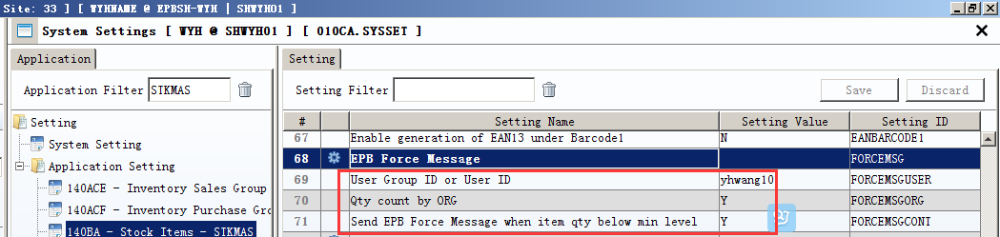 Site: 33 ] [ WYHNAME @ EPBSH-WYH | SHWYH01 ]
System Settings [ WYH @ SHWYH01 ] [ 010CA.SYSSET ]
Application
Application Filter STKMAS
Setting
System Setting
Application Setting
140ACE - Inventory Sales Group
140ACF - Inventory Purchase Gro
140BA - Stock Items - STKMAS
Setting
Setting Filter
Save Discard
# Setting Name Setting Value Setting ID
67 Enable generation of EAN13 under Barcode1 N EANBARCODE1
68 EPB Force Message FORCEMSG
69 User Group ID or User ID yhwang10 FORCEMSGUSER
70 Qty count by ORG Y FORCEMSGORG
71 Send EPB Force Message when item qty below min level Y FORCEMSGCONT